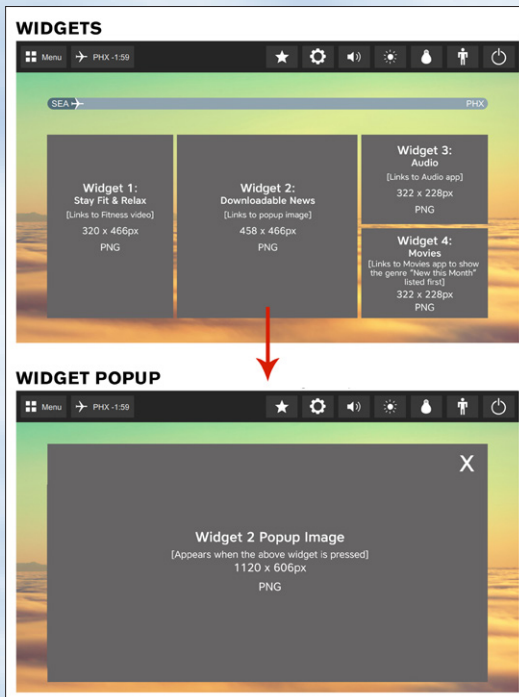 WIDGETS
Menu PHX -1:59
SEA PHX
Widget 1:
Stay Fit & Relax
[Links to Fitness video]
320 x 466px
PNG
Widget 2:
Downloadable News
[Links to popup image]
458 x 466px
PNG
Widget 3:
Audio
[Links to Audio app]
322 x 228px
PNG
Widget 4:
Movies
[Links to Movies app to show
the genre "New this Month"
listed first]
322 x 228px
PNG
WIDGET POPUP
Menu PHX -1:59
X
Widget 2 Popup Image
[Appears when the above widget is pressed]
1120 x 606px
PNG